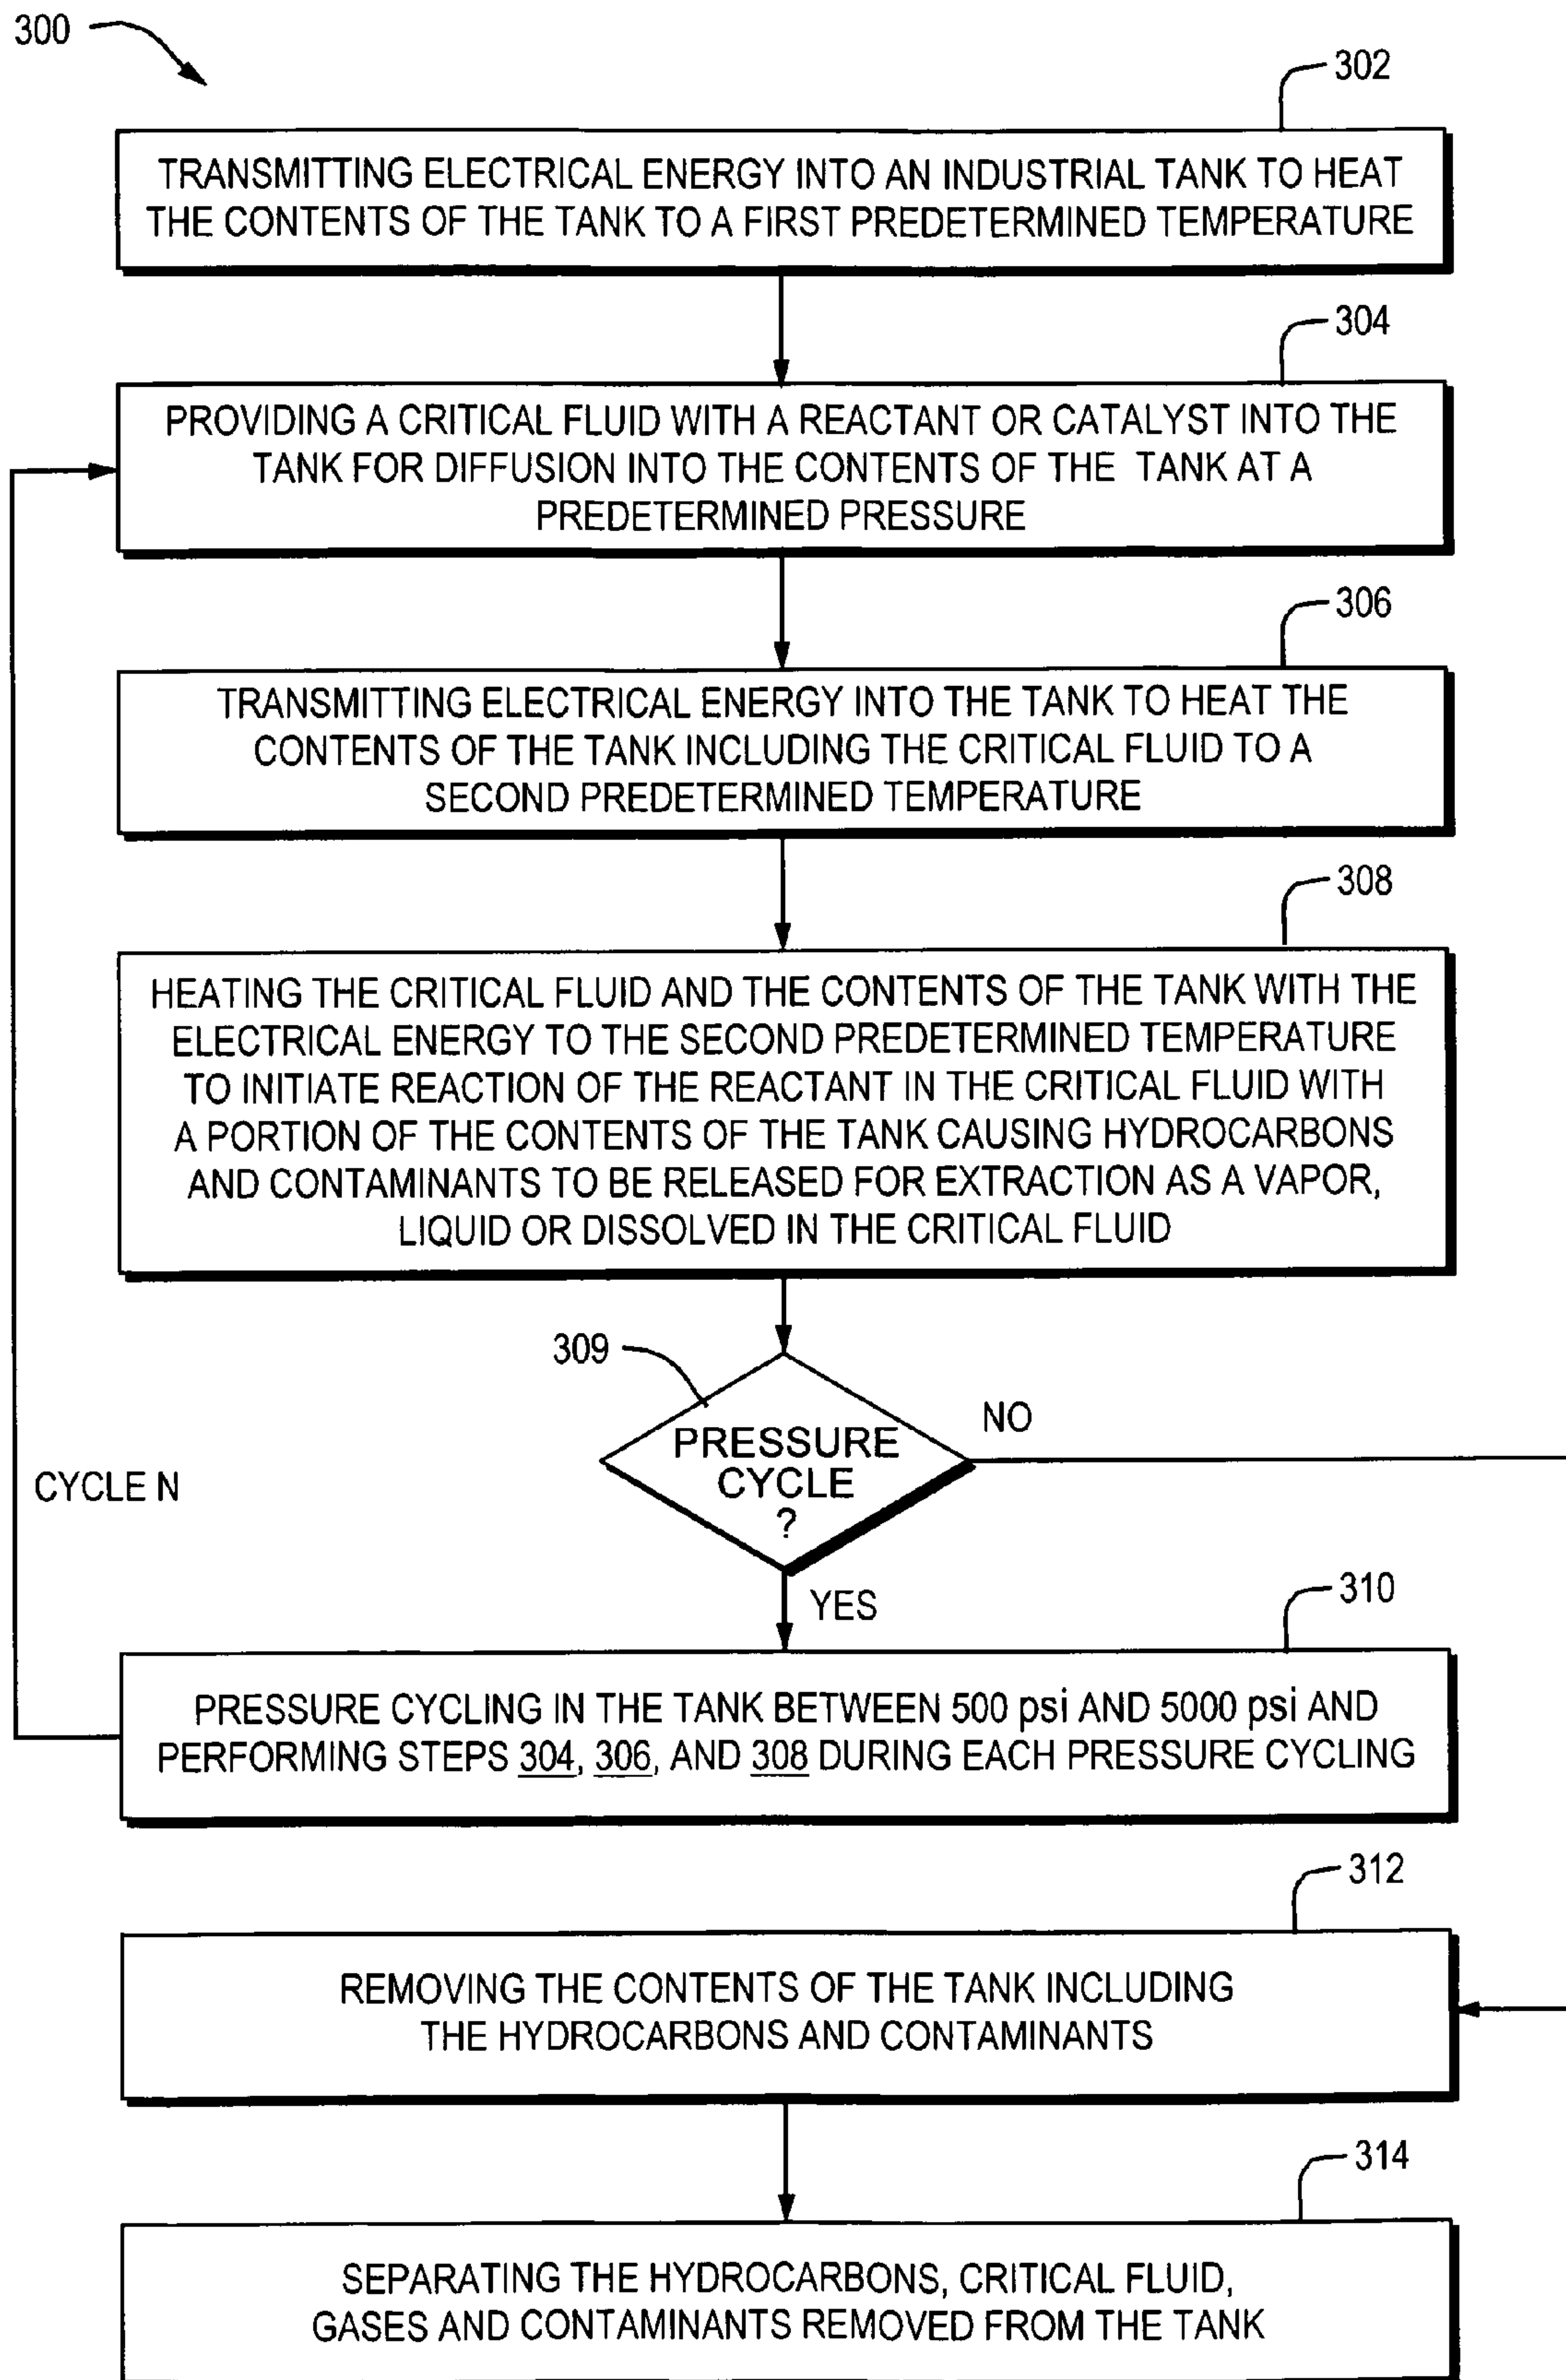 300
302
TRANSMITTING ELECTRICAL ENERGY INTO AN INDUSTRIAL TANK TO HEAT
THE CONTENTS OF THE TANK TO A FIRST PREDETERMINED TEMPERATURE
304
PROVIDING A CRITICAL FLUID WITH A REACTANT OR CATALYST INTO THE
TANK FOR DIFFUSION INTO THE CONTENTS OF THE TANK AT A
PREDETERMINED PRESSURE
306
TRANSMITTING ELECTRICAL ENERGY INTO THE TANK TO HEAT THE
CONTENTS OF THE TANK INCLUDING THE CRITICAL FLUID TO A
SECOND PREDETERMINED TEMPERATURE
308
HEATING THE CRITICAL FLUID AND THE CONTENTS OF THE TANK WITH THE
ELECTRICAL ENERGY TO THE SECOND PREDETERMINED TEMPERATURE
TO INITIATE REACTION OF THE REACTANT IN THE CRITICAL FLUID WITH
A PORTION OF THE CONTENTS OF THE TANK CAUSING HYDROCARBONS
AND CONTAMINANTS TO BE RELEASED FOR EXTRACTION AS A VAPOR,
LIQUID OR DISSOLVED IN THE CRITICAL FLUID
309
PRESSURE
CYCLE
?
NO
CYCLE N
YES
310
PRESSURE CYCLING IN THE TANK BETWEEN 500 psi AND 5000 psi AND
PERFORMING STEPS 304, 306, AND 308 DURING EACH PRESSURE CYCLING
312
REMOVING THE CONTENTS OF THE TANK INCLUDING
THE HYDROCARBONS AND CONTAMINANTS
314
SEPARATING THE HYDROCARBONS, CRITICAL FLUID,
GASES AND CONTAMINANTS REMOVED FROM THE TANK